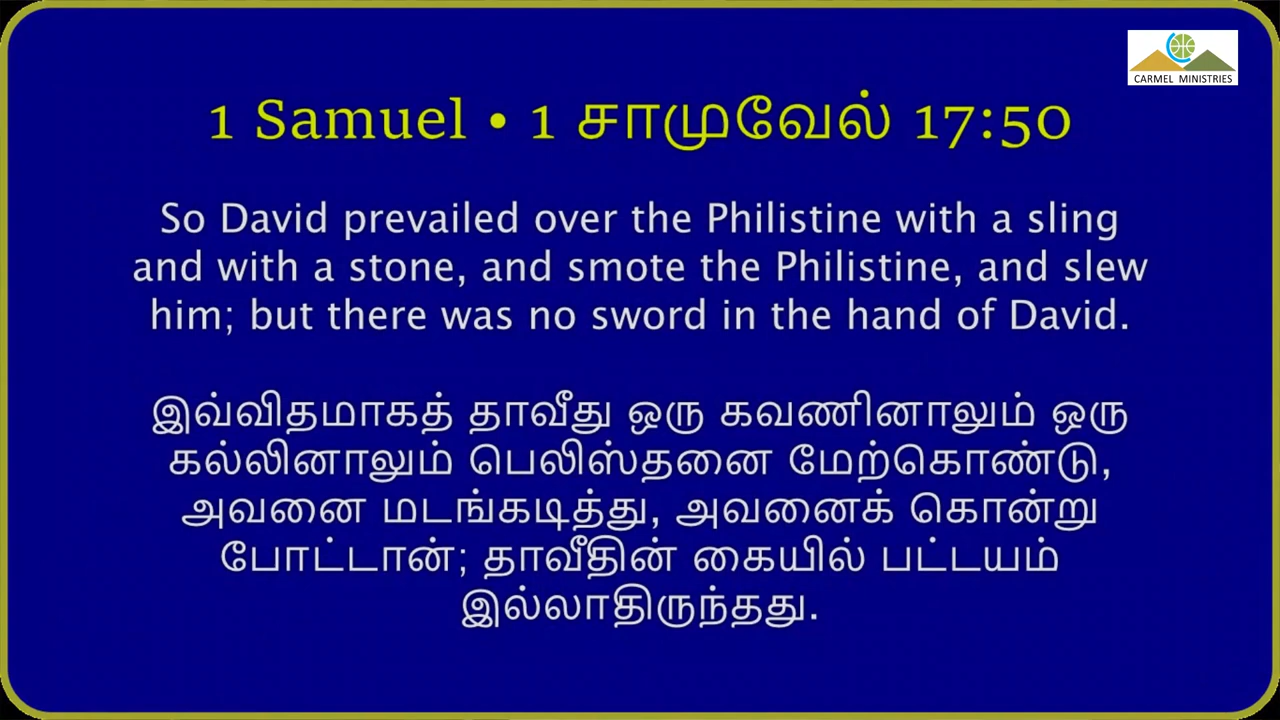 CARMEL MINISTRIES
1 Samuel • 1 சாமுவேல் 17:50
So David prevailed over the Philistine with a sling
and with a stone, and smote the Philistine, and slew
him; but there was no sword in the hand of David.
இவ்விதமாகத் தாவீது ஒரு கவணினாலும் ஒரு
கல்லினாலும் பெலிஸ்தனை மேற்கொண்டு,
அவனை மடங்கடித்து, அவனைக் கொன்று
போட்டான்; தாவீதின் கையில் பட்டயம்
இல்லாதிருந்தது.